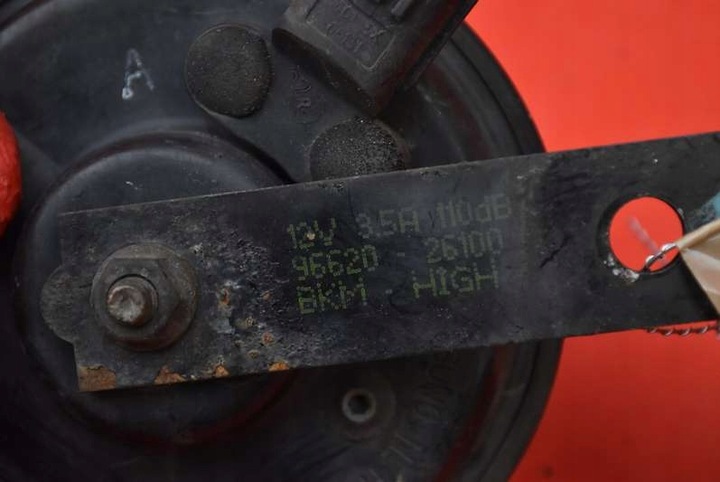 A
12V 3.5A 110dB
96620 26100
BKM - HIGH